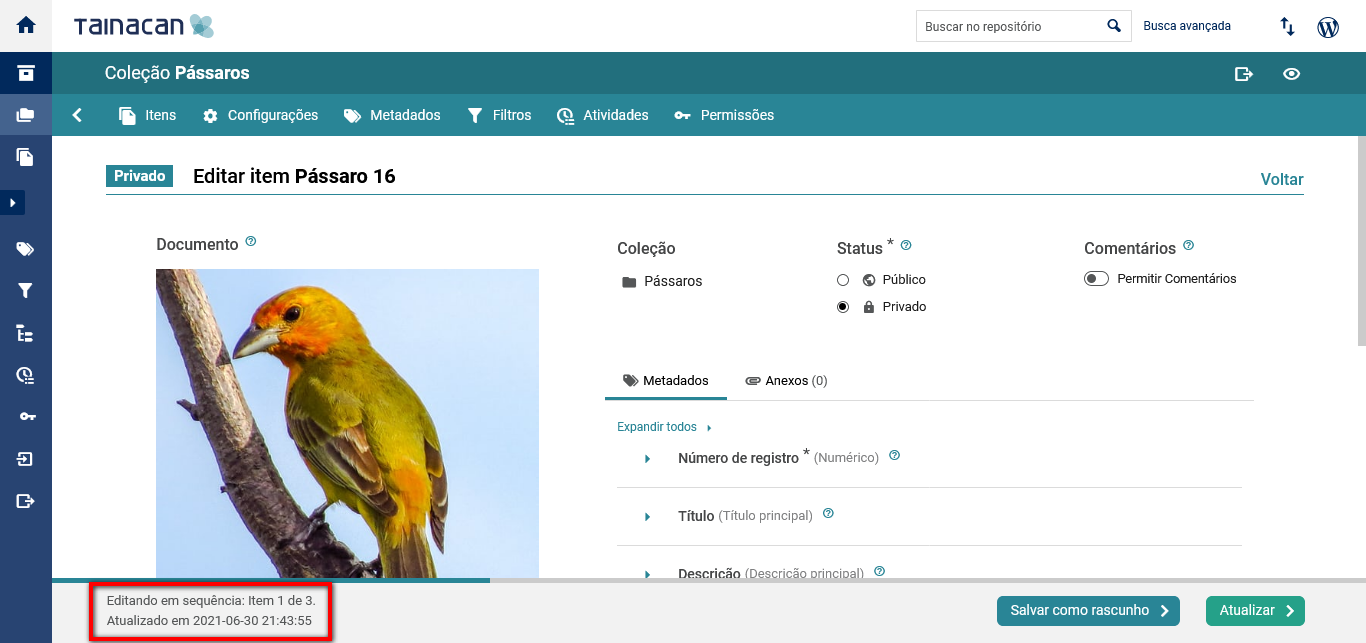 TAINACAN
Buscar no repositório
Busca avançada
Coleção Pássaros
Itens
Configurações
Metadados
Filtros
Atividades
Permissões
Privado
Editar item Pássaro 16
Voltar
Documento
Coleção
Pássaros
Status *
Público
Privado
Comentários
Permitir Comentários
Metadados
Anexos (0)
Expandir todos
Número de registro * (Numérico)
Título (Título principal)
Descrição (Descrição principal)
Editando em sequência: Item 1 de 3.
Atualizado em 2021-06-30 21:43:55
Salvar como rascunho
Atualizar